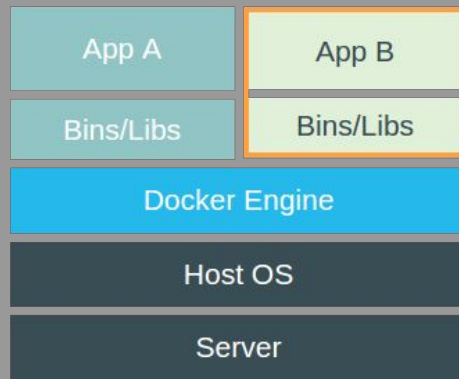 App A
App B
Bins/Libs
Bins/Libs
Docker Engine
Host OS
Server